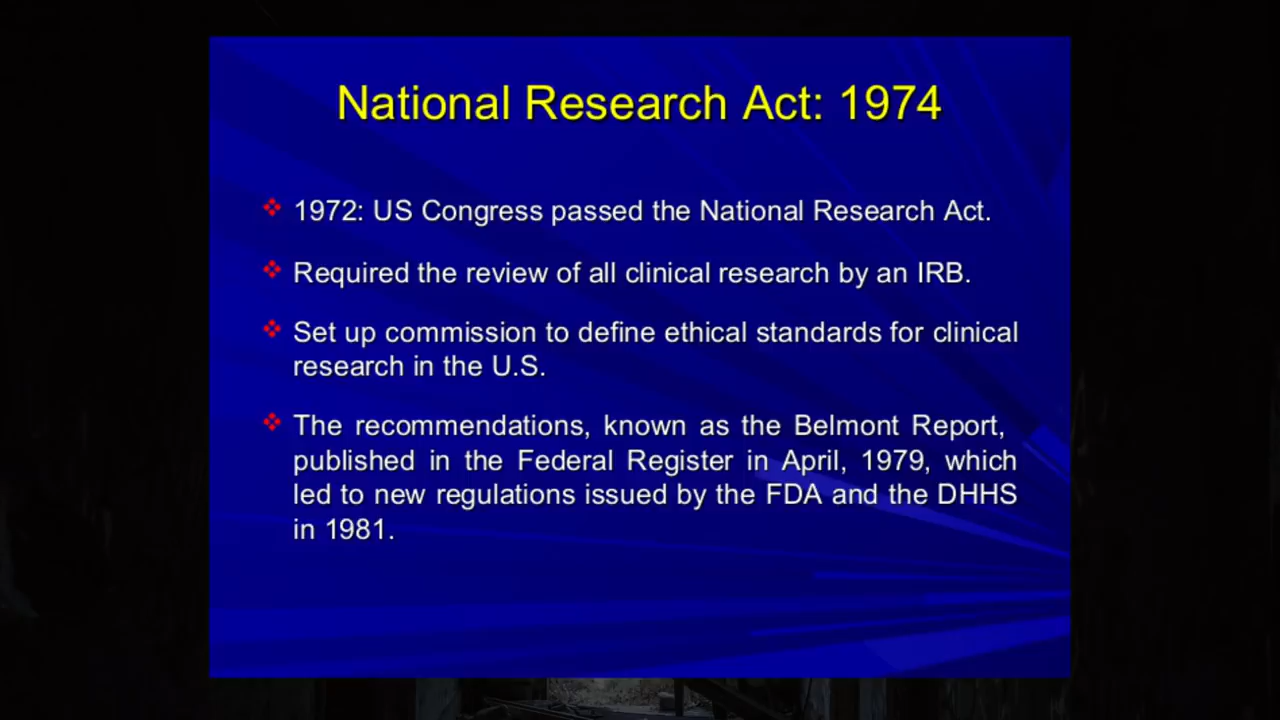 National Research Act: 1974
1972: US Congress passed the National Research Act.
Required the review of all clinical research by an IRB.
Set up commission to define ethical standards for clinical
research in the U.S.
The recommendations, known as the Belmont Report,
published in the Federal Register in April, 1979, which
led to new regulations issued by the FDA and the DHHS
in 1981.